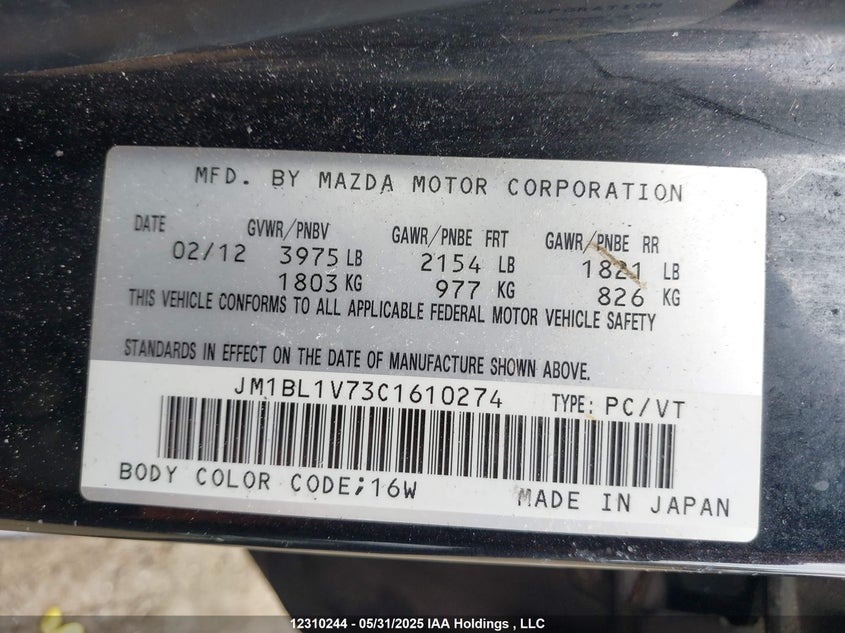 MFD. BY MAZDA MOTOR CORPORATION
DATE GVWR/PNBV GAWR/PNBE FRT GAWR/PNBE RR
02/12 3975 LB 2154 LB 1821 LB
1803 KG 977 KG 826 KG
THIS VEHICLE CONFORMS TO ALL APPLICABLE FEDERAL MOTOR VEHICLE SAFETY
STANDARDS IN EFFECT ON THE DATE OF MANUFACTURE SHOWN ABOVE.
JM1BL1V73C1610274 TYPE: PC/VT
BODY COLOR CODE;16W MADE IN JAPAN
12310244 - 05/31/2025 IAA Holdings , LLC